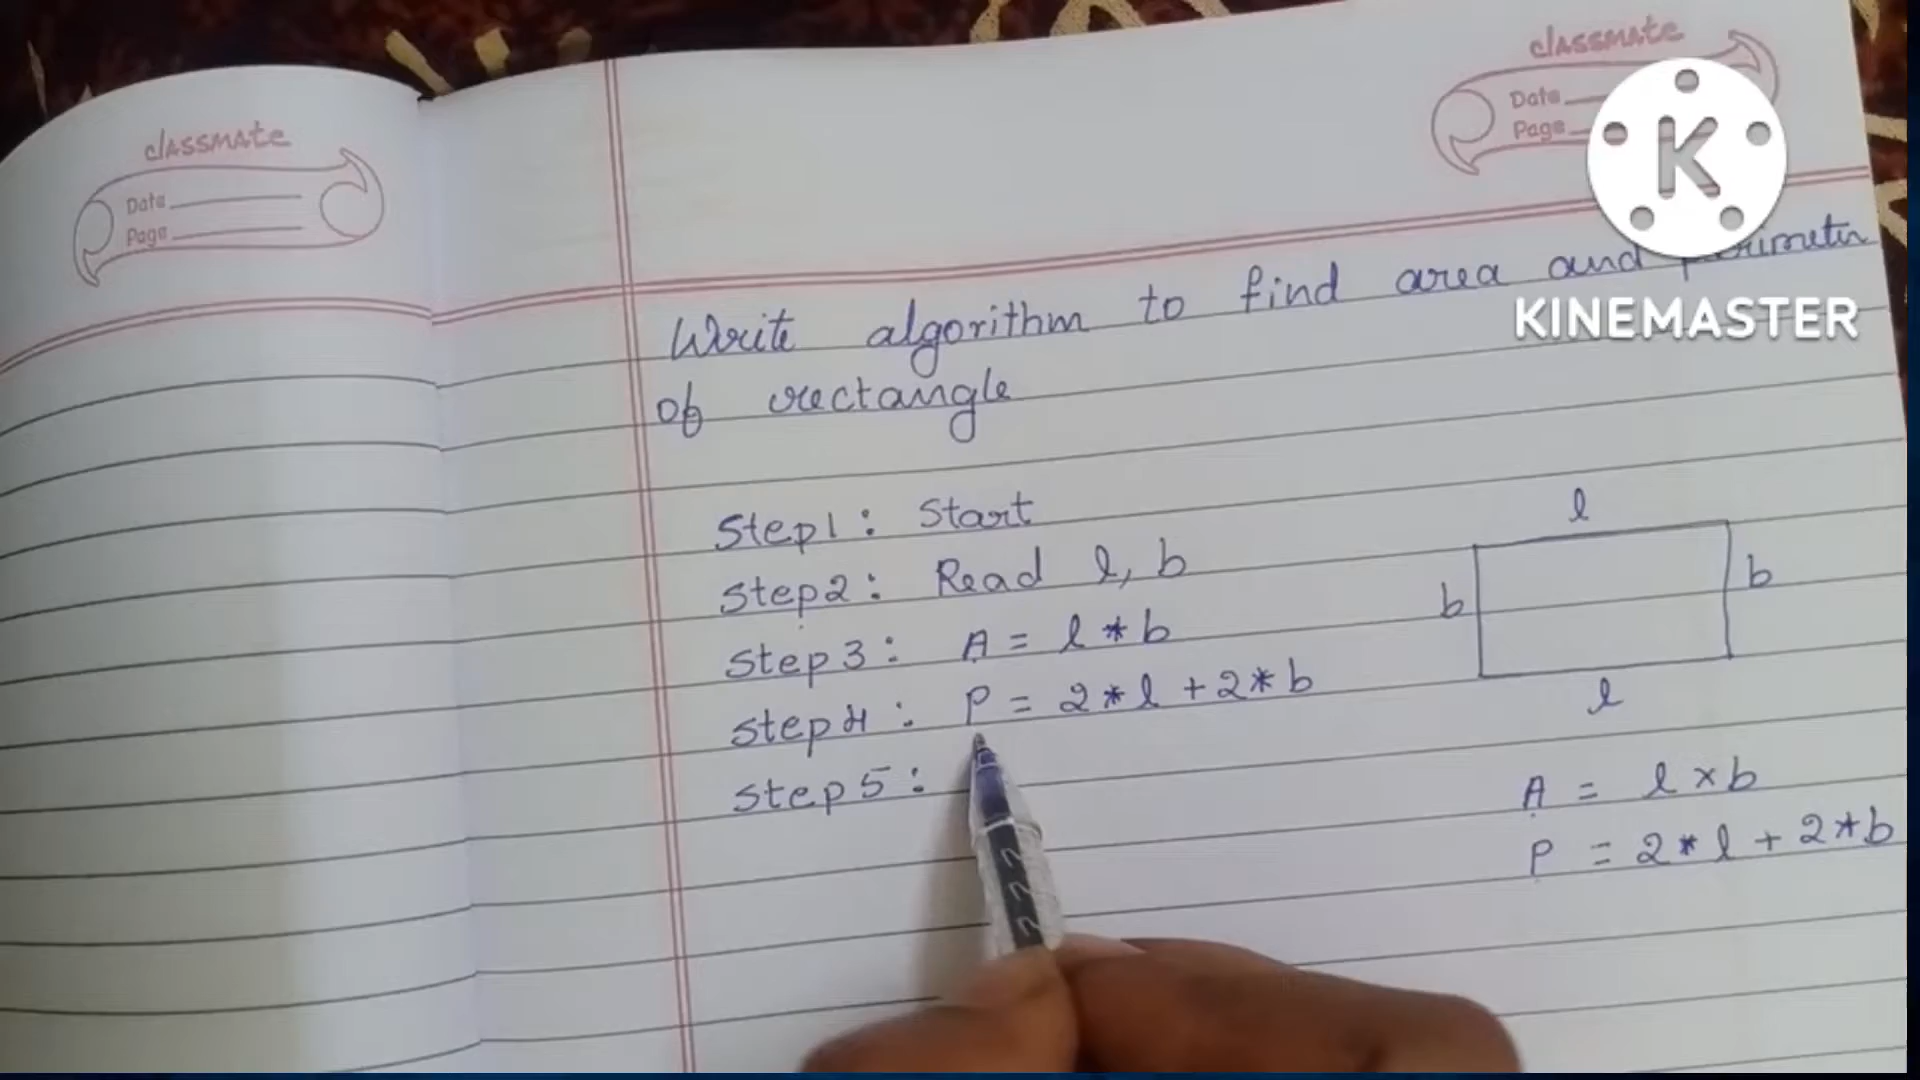 classmate
Date
Page
classmate
Date
Page
K
KINEMASTER
Write algorithm to find area and perimeter
of rectangle
Step1: Start
Step2: Read l, b
Step3: A = l * b
Step4: P = 2 * l + 2 * b
Step5:
l
b
b
l
A = l × b
P = 2 * l + 2 * b